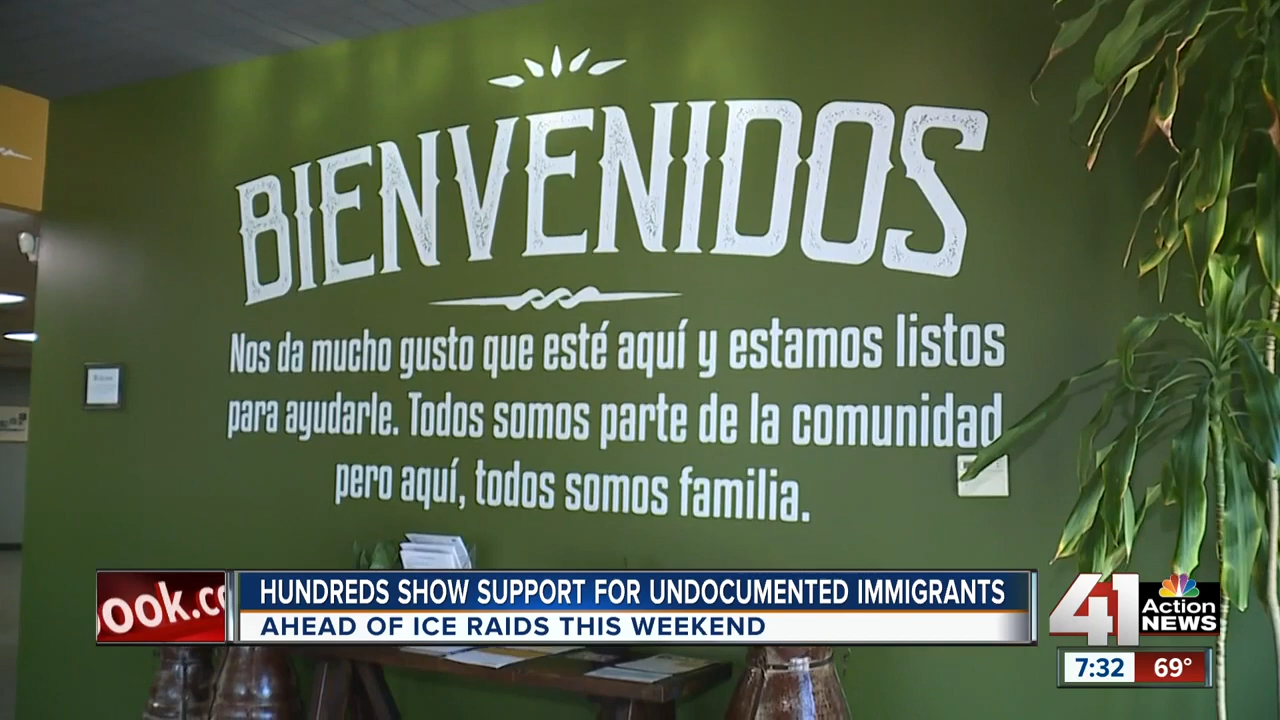 BIENVENIDOS
Nos da mucho gusto que esté aquí y estamos listos
para ayudarle. Todos somos parte de la comunidad
pero aquí, todos somos familia.
ook.co
HUNDREDS SHOW SUPPORT FOR UNDOCUMENTED IMMIGRANTS
AHEAD OF ICE RAIDS THIS WEEKEND
41 Action NEWS
7:32 69°